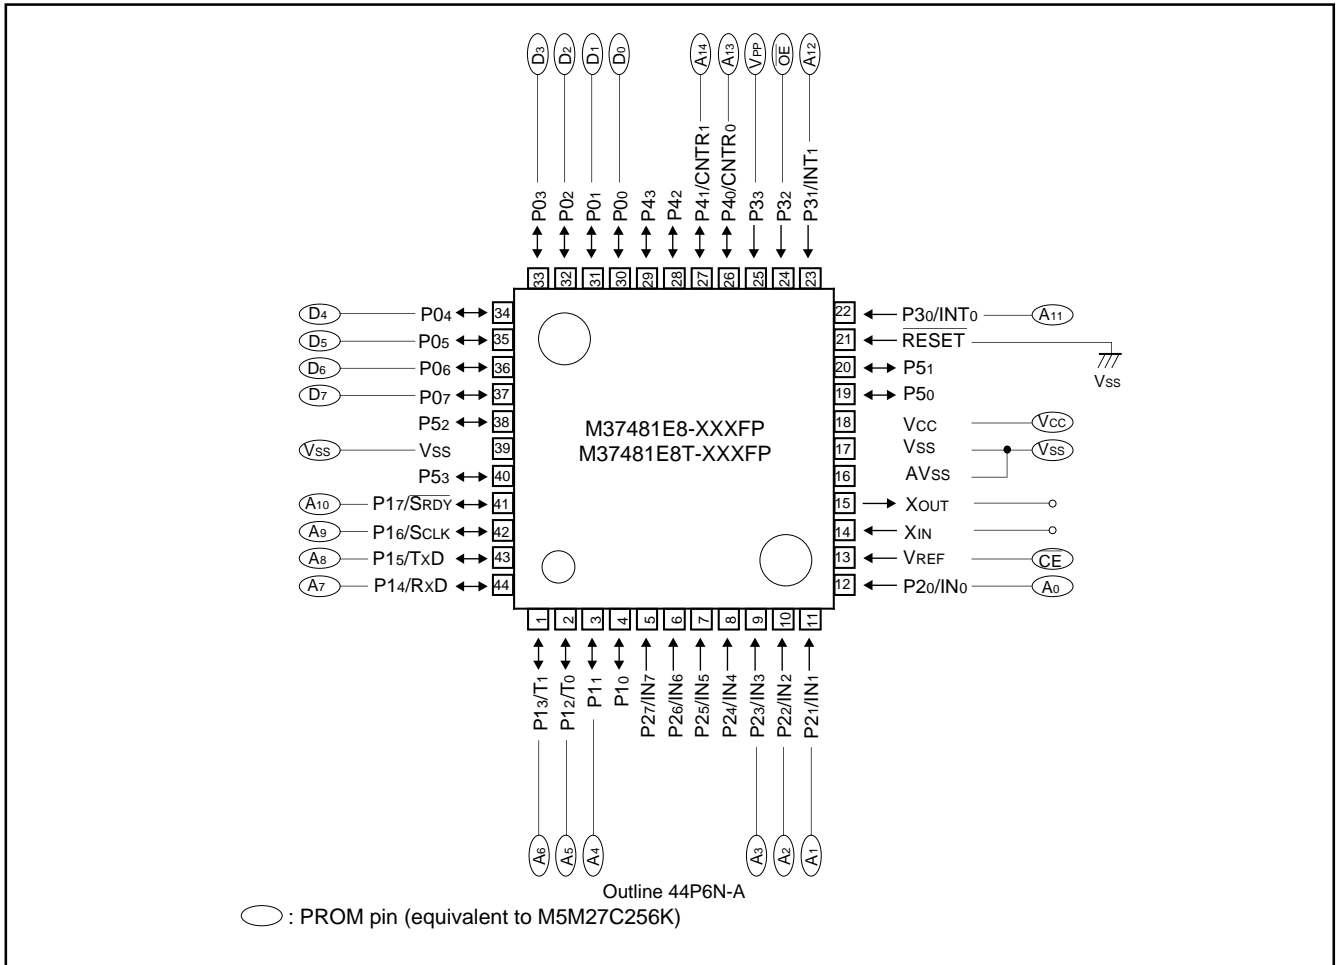 D3
D2
D1
D0
A14
A13
VPP
OE
A12
P03
P02
P01
P00
P43
P42
P41/CNTR1
P40/CNTR0
P33
P32
P31/INT1
33
32
31
30
29
28
27
26
25
24
23
D4 P04 34
D5 P05 35
D6 P06 36
D7 P07 37
P52 38
VSS VSS 39
P53 40
A10 P17/SRDY 41
A9 P16/SCLK 42
A8 P15/TXD 43
A7 P14/RXD 44
M37481E8-XXXFP
M37481E8T-XXXFP
22 P30/INT0 A11
21 RESET
VSS
20 P51
19 P50
18 VCC VCC
17 VSS VSS
16 AVSS
15 XOUT
14 XIN
13 VREF CE
12 P20/IN0 A0
1
2
3
4
5
6
7
8
9
10
11
P13/T1
P12/T0
P11
P10
P27/IN7
P26/IN6
P25/IN5
P24/IN4
P23/IN3
P22/IN2
P21/IN1
A6
A5
A4
A3
A2
A1
Outline 44P6N-A
: PROM pin (equivalent to M5M27C256K)